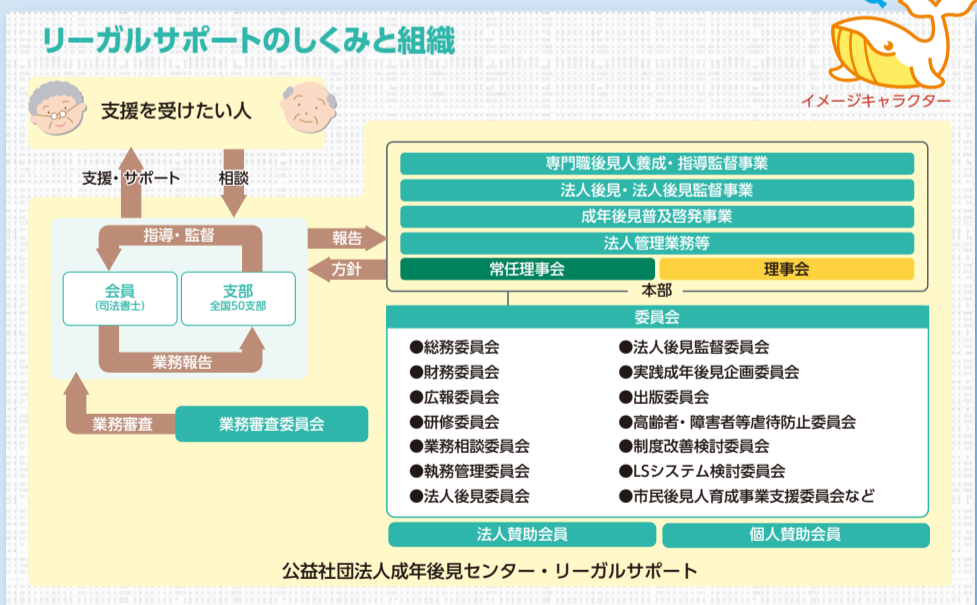 リーガルサポートのしくみと組織
イメージキャラクター
支援を受けたい人
支援・サポート
相談
指導・監督
会員
(司法書士)
支部
全国50支部
業務報告
報告
方針
業務審査
業務審査委員会
専門職後見人養成・指導監督事業
法人後見・法人後見監督事業
成年後見普及啓発事業
法人管理業務等
常任理事会
理事会
本部
委員会
●総務委員会
●財務委員会
●広報委員会
●研修委員会
●業務相談委員会
●執務管理委員会
●法人後見委員会
●法人後見監督委員会
●実践成年後見企画委員会
●出版委員会
●高齢者・障害者等虐待防止委員会
●制度改善検討委員会
●LSシステム検討委員会
●市民後見人育成事業支援委員会など
法人賛助会員
個人賛助会員
公益社団法人成年後見センター・リーガルサポート